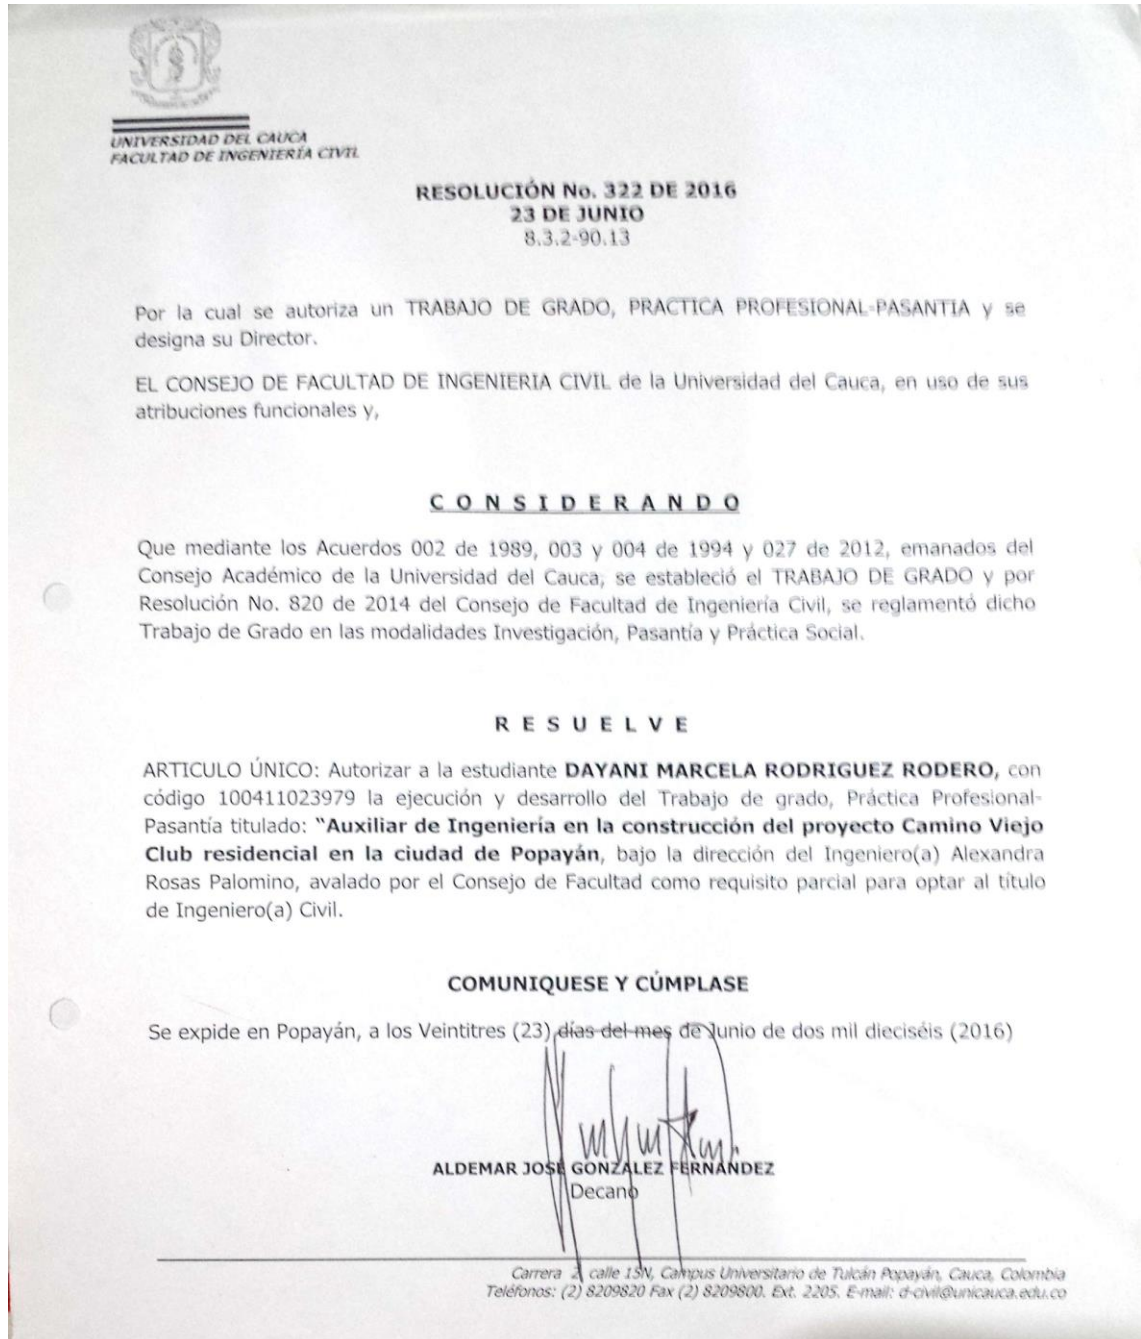 UNIVERSIDAD DEL CAUCA
FACULTAD DE INGENIERÍA CIVIL
RESOLUCIÓN No. 322 DE 2016
23 DE JUNIO
8.3.2-90.13
Por la cual se autoriza un TRABAJO DE GRADO, PRACTICA PROFESIONAL-PASANTIA y se
designa su Director.
EL CONSEJO DE FACULTAD DE INGENIERIA CIVIL de la Universidad del Cauca, en uso de sus
atribuciones funcionales y,
C O N S I D E R A N D O
Que mediante los Acuerdos 002 de 1989, 003 y 004 de 1994 y 027 de 2012, emanados del
Consejo Académico de la Universidad del Cauca, se estableció el TRABAJO DE GRADO y por
Resolución No. 820 de 2014 del Consejo de Facultad de Ingeniería Civil, se reglamentó dicho
Trabajo de Grado en las modalidades Investigación, Pasantía y Práctica Social.
R E S U E L V E
ARTICULO ÚNICO: Autorizar a la estudiante DAYANI MARCELA RODRIGUEZ RODERO, con
código 100411023979 la ejecución y desarrollo del Trabajo de grado, Práctica Profesional-
Pasantía titulado: "Auxiliar de Ingeniería en la construcción del proyecto Camino Viejo
Club residencial en la ciudad de Popayán, bajo la dirección del Ingeniero(a) Alexandra
Rosas Palomino, avalado por el Consejo de Facultad como requisito parcial para optar al título
de Ingeniero(a) Civil.
COMUNIQUESE Y CÚMPLASE
Se expide en Popayán, a los Veintitres (23) días del mes de Junio de dos mil dieciséis (2016)
ALDEMAR JOSÉ GONZÁLEZ FERNÁNDEZ
Decano
Carrera 2, calle 15N, Campus Universitario de Tulcán Popayán, Cauca, Colombia
Teléfonos: (2) 8209820 Fax (2) 8209800. Ext. 2205. E-mail: d-civil@unicauca.edu.co